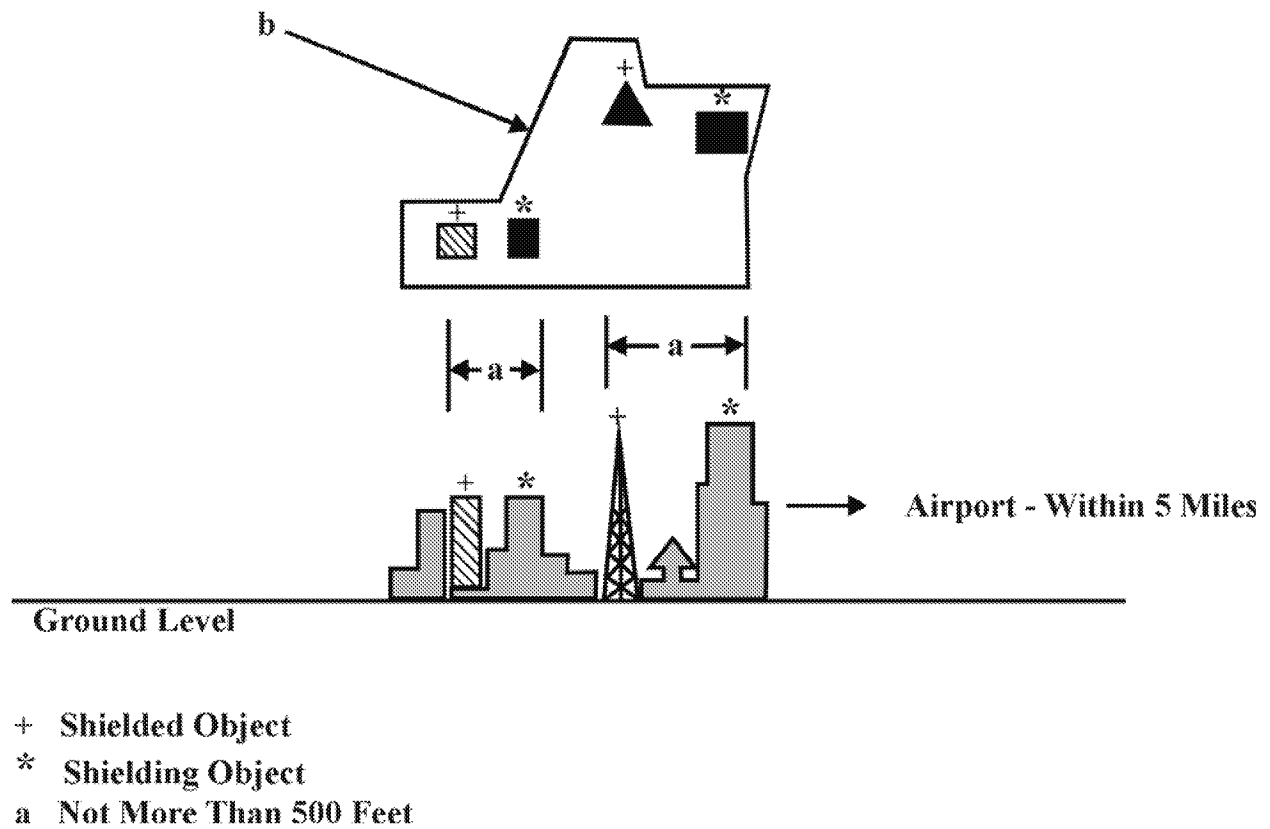 b
+
*
+
*
a
a
+
*
+
*
Airport - Within 5 Miles
Ground Level
+ Shielded Object
* Shielding Object
a Not More Than 500 Feet